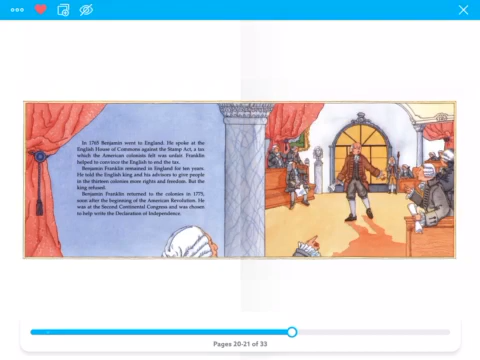 In 1765 Benjamin went to England. He spoke at the
English House of Commons against the Stamp Act, a tax
which the American colonists felt was unfair. Franklin
helped to convince the English to end the tax.
Benjamin Franklin remained in England for ten years.
He told the English king and his advisors to give people
in the thirteen colonies more rights and freedom. But the
king refused.
Benjamin Franklin returned to the colonies in 1775,
soon after the beginning of the American Revolution. He
was at the Second Continental Congress and was chosen
to help write the Declaration of Independence.
Pages 20-21 of 33